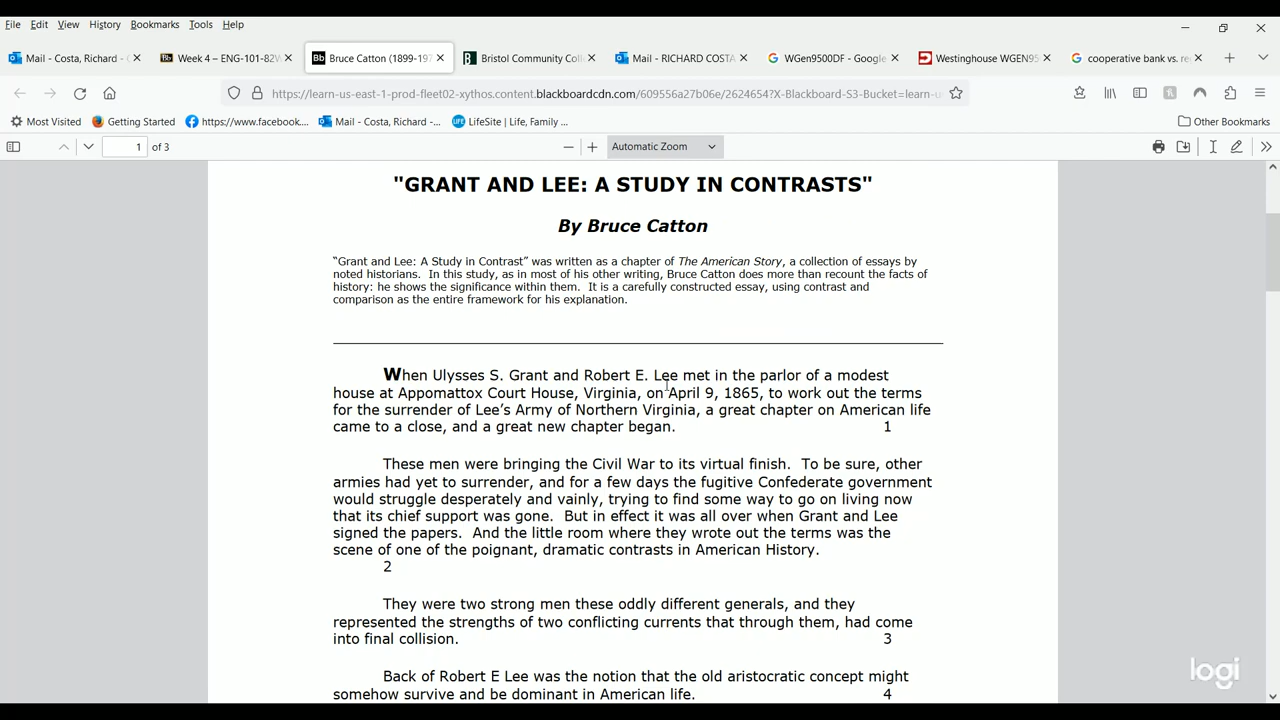 File Edit View History Bookmarks Tools Help
Mail - Costa, Richard - C Bb Week 4 – ENG-101-82W Bb Bruce Catton (1899-197 B Bristol Community Coll Mail - RICHARD COSTA WGen9500DF - Google Westinghouse WGEN95 cooperative bank vs. re
https://learn-us-east-1-prod-fleet02-xythos.content.blackboardcdn.com/609556a27b06e/2624654?X-Blackboard-S3-Bucket=learn-u
Most Visited Getting Started https://www.facebook... Mail - Costa, Richard -... LIFE LifeSite | Life, Family ... Other Bookmarks
1 of 3 Automatic Zoom
"GRANT AND LEE: A STUDY IN CONTRASTS"
By Bruce Catton
“Grant and Lee: A Study in Contrast” was written as a chapter of The American Story, a collection of essays by
noted historians. In this study, as in most of his other writing, Bruce Catton does more than recount the facts of
history: he shows the significance within them. It is a carefully constructed essay, using contrast and
comparison as the entire framework for his explanation.
When Ulysses S. Grant and Robert E. Lee met in the parlor of a modest
house at Appomattox Court House, Virginia, on April 9, 1865, to work out the terms
for the surrender of Lee’s Army of Northern Virginia, a great chapter on American life
came to a close, and a great new chapter began. 1
These men were bringing the Civil War to its virtual finish. To be sure, other
armies had yet to surrender, and for a few days the fugitive Confederate government
would struggle desperately and vainly, trying to find some way to go on living now
that its chief support was gone. But in effect it was all over when Grant and Lee
signed the papers. And the little room where they wrote out the terms was the
scene of one of the poignant, dramatic contrasts in American History.
2
They were two strong men these oddly different generals, and they
represented the strengths of two conflicting currents that through them, had come
into final collision. 3
Back of Robert E Lee was the notion that the old aristocratic concept might
somehow survive and be dominant in American life. 4
logi